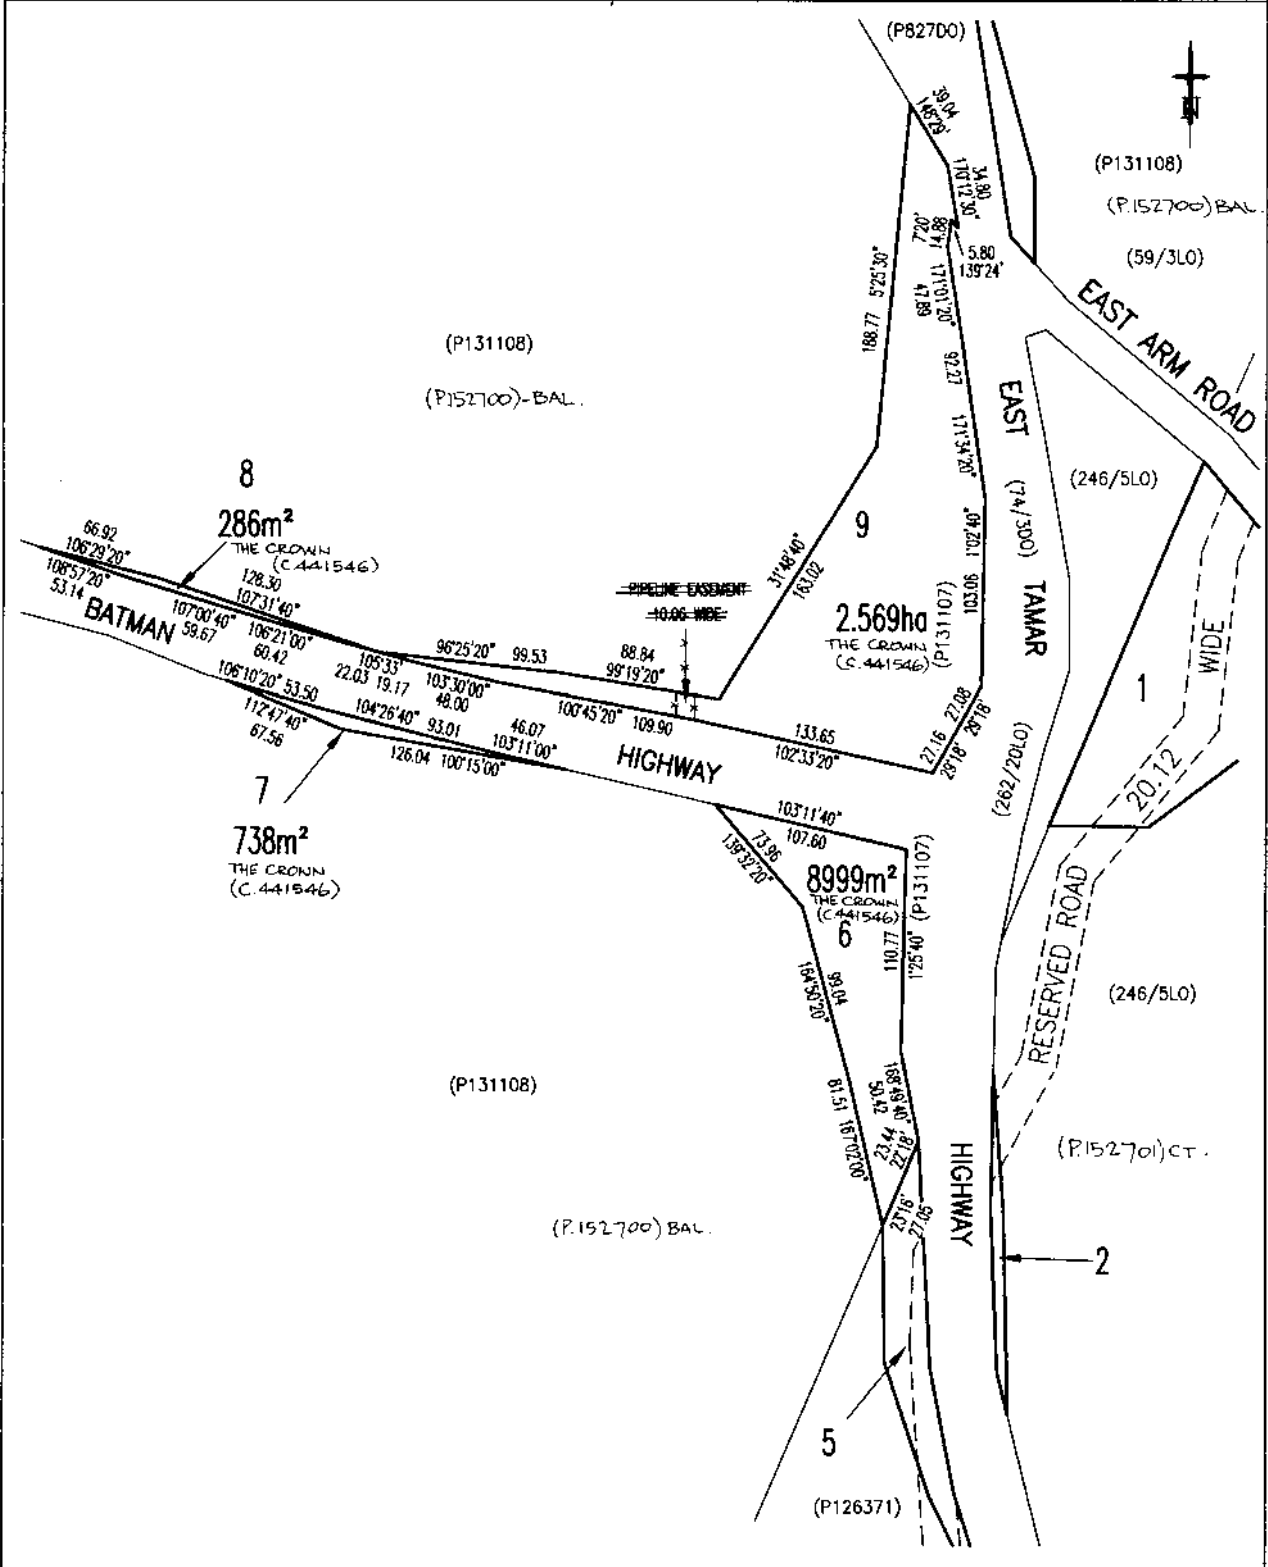 (P827D0)
39.04
148°29'
N
(P131108)
(P.152700) BAL.
(59/3L0)
34.80
170°12'30"
7°20'
14.88
5.80
139°24'
171°01'20"
47.89
EAST ARM ROAD
188.77 5°25'30"
(P131108)
(P152700)-BAL.
92.27 171°34'20"
EAST (74/300) TAMAR
(246/5L0)
8
286m²
THE CROWN
(C.441546)
9
2.569ha
THE CROWN
(C.441546)
(P131107)
103.06 1°02'40"
31°48'40"
163.02
PIPELINE EASEMENT
10.06 WIDE
66.92
106°29'20"
108°57'20"
53.14
BATMAN
128.30
107°31'40"
107°00'40"
59.67
106°21'00"
60.42
105°33'
22.03 19.17
96°25'20" 99.53
88.84
99°19'20"
103°30'00"
48.00
100°45'20" 109.90
133.65
102°33'20"
27.16 27.08
29°18' 29°18'
106°10'20" 53.50
112°47'40"
67.56
104°26'40" 93.01
46.07
103°11'00"
126.04 100°15'00"
HIGHWAY
1
WIDE
20.12
RESERVED ROAD
(262/20L0)
7
738m²
THE CROWN
(C.441546)
103°11'40"
107.60
73.96
139°32'20"
8999m²
THE CROWN
(C.441546)
6
(P131107)
110.77
1°25'40"
99.04
164°50'20"
(246/5L0)
(P131108)
81.51 167°02'00"
168°49'40"
50.42
23.44
22°18'
23°16'
27.05
HIGHWAY
(P.152701) CT.
(P.152700) BAL.
2
5
(P126371)